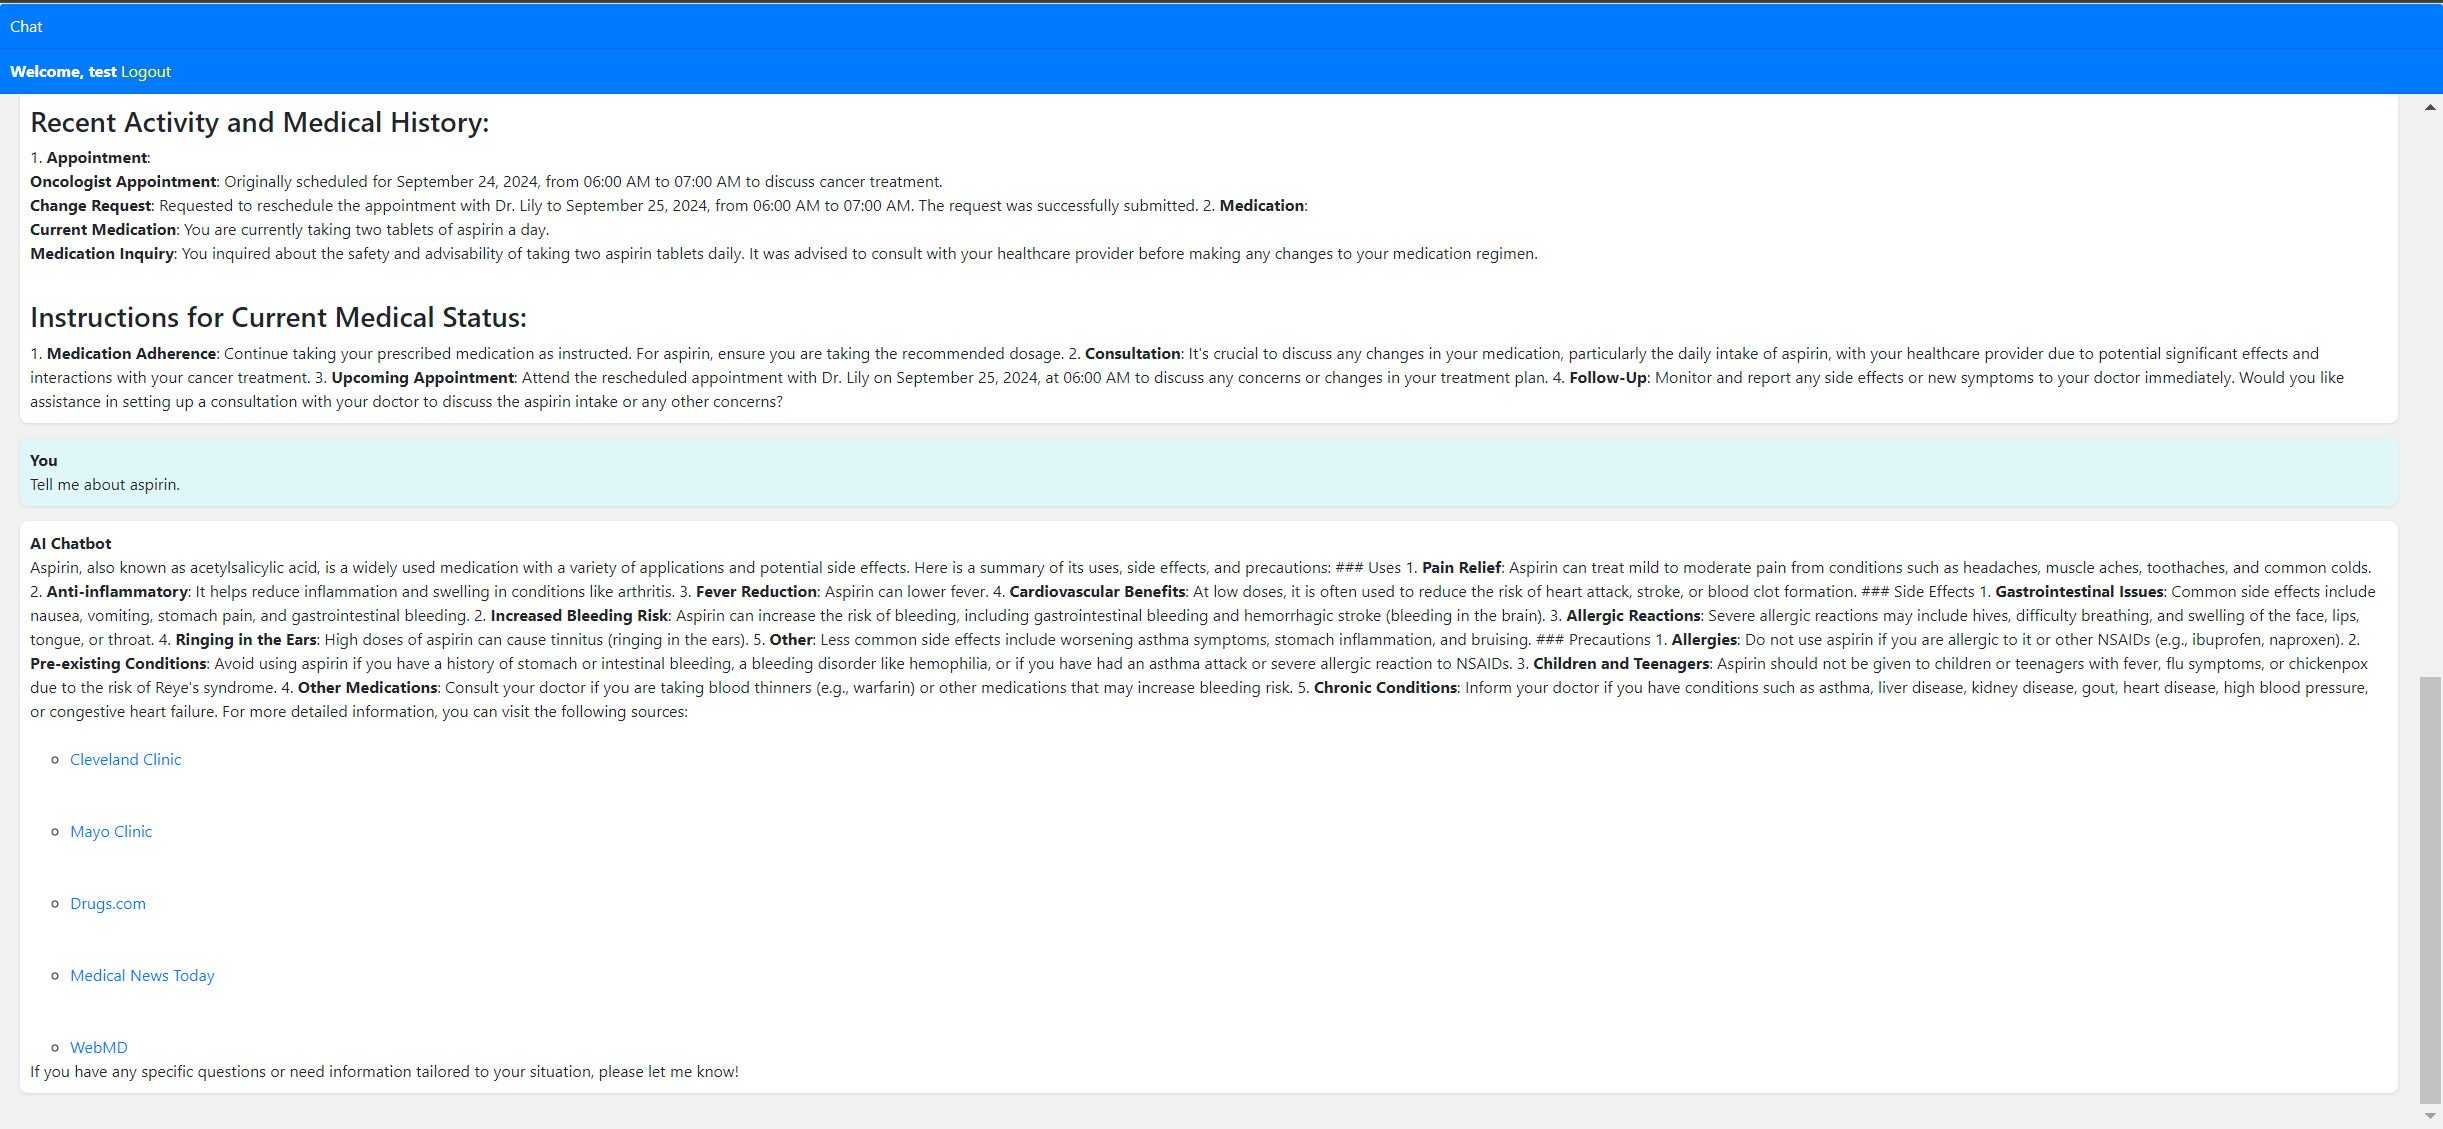 Chat
Welcome, test Logout
Recent Activity and Medical History:
1. Appointment:
Oncologist Appointment: Originally scheduled for September 24, 2024, from 06:00 AM to 07:00 AM to discuss cancer treatment.
Change Request: Requested to reschedule the appointment with Dr. Lily to September 25, 2024, from 06:00 AM to 07:00 AM. The request was successfully submitted. 2. Medication:
Current Medication: You are currently taking two tablets of aspirin a day.
Medication Inquiry: You inquired about the safety and advisability of taking two aspirin tablets daily. It was advised to consult with your healthcare provider before making any changes to your medication regimen.
Instructions for Current Medical Status:
1. Medication Adherence: Continue taking your prescribed medication as instructed. For aspirin, ensure you are taking the recommended dosage. 2. Consultation: It's crucial to discuss any changes in your medication, particularly the daily intake of aspirin, with your healthcare provider due to potential significant effects and
interactions with your cancer treatment. 3. Upcoming Appointment: Attend the rescheduled appointment with Dr. Lily on September 25, 2024, at 06:00 AM to discuss any concerns or changes in your treatment plan. 4. Follow-Up: Monitor and report any side effects or new symptoms to your doctor immediately. Would you like
assistance in setting up a consultation with your doctor to discuss the aspirin intake or any other concerns?
You
Tell me about aspirin.
AI Chatbot
Aspirin, also known as acetylsalicylic acid, is a widely used medication with a variety of applications and potential side effects. Here is a summary of its uses, side effects, and precautions: ### Uses 1. Pain Relief: Aspirin can treat mild to moderate pain from conditions such as headaches, muscle aches, toothaches, and common colds.
2. Anti-inflammatory: It helps reduce inflammation and swelling in conditions like arthritis. 3. Fever Reduction: Aspirin can lower fever. 4. Cardiovascular Benefits: At low doses, it is often used to reduce the risk of heart attack, stroke, or blood clot formation. ### Side Effects 1. Gastrointestinal Issues: Common side effects include
nausea, vomiting, stomach pain, and gastrointestinal bleeding. 2. Increased Bleeding Risk: Aspirin can increase the risk of bleeding, including gastrointestinal bleeding and hemorrhagic stroke (bleeding in the brain). 3. Allergic Reactions: Severe allergic reactions may include hives, difficulty breathing, and swelling of the face, lips,
tongue, or throat. 4. Ringing in the Ears: High doses of aspirin can cause tinnitus (ringing in the ears). 5. Other: Less common side effects include worsening asthma symptoms, stomach inflammation, and bruising. ### Precautions 1. Allergies: Do not use aspirin if you are allergic to it or other NSAIDs (e.g., ibuprofen, naproxen). 2.
Pre-existing Conditions: Avoid using aspirin if you have a history of stomach or intestinal bleeding, a bleeding disorder like hemophilia, or if you have had an asthma attack or severe allergic reaction to NSAIDs. 3. Children and Teenagers: Aspirin should not be given to children or teenagers with fever, flu symptoms, or chickenpox
due to the risk of Reye's syndrome. 4. Other Medications: Consult your doctor if you are taking blood thinners (e.g., warfarin) or other medications that may increase bleeding risk. 5. Chronic Conditions: Inform your doctor if you have conditions such as asthma, liver disease, kidney disease, gout, heart disease, high blood pressure,
or congestive heart failure. For more detailed information, you can visit the following sources:
Cleveland Clinic
Mayo Clinic
Drugs.com
Medical News Today
WebMD
If you have any specific questions or need information tailored to your situation, please let me know!